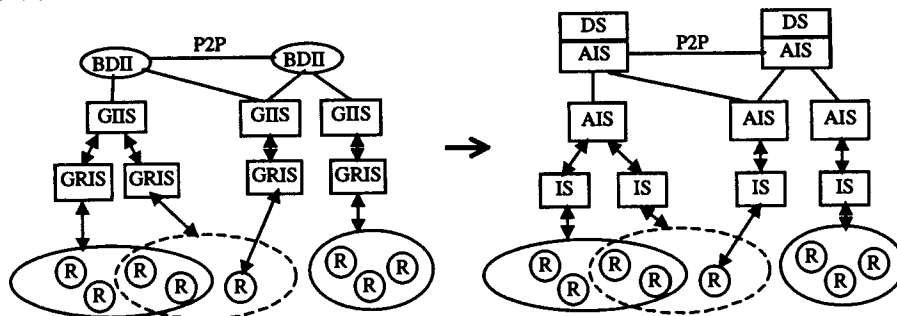 P2P
BDII BDII
GIIS GIIS GIIS
GRIS GRIS GRIS GRIS
R R R R R R R R
DS DS
AIS P2P AIS
AIS AIS AIS
IS IS IS IS
R R R R R R R R